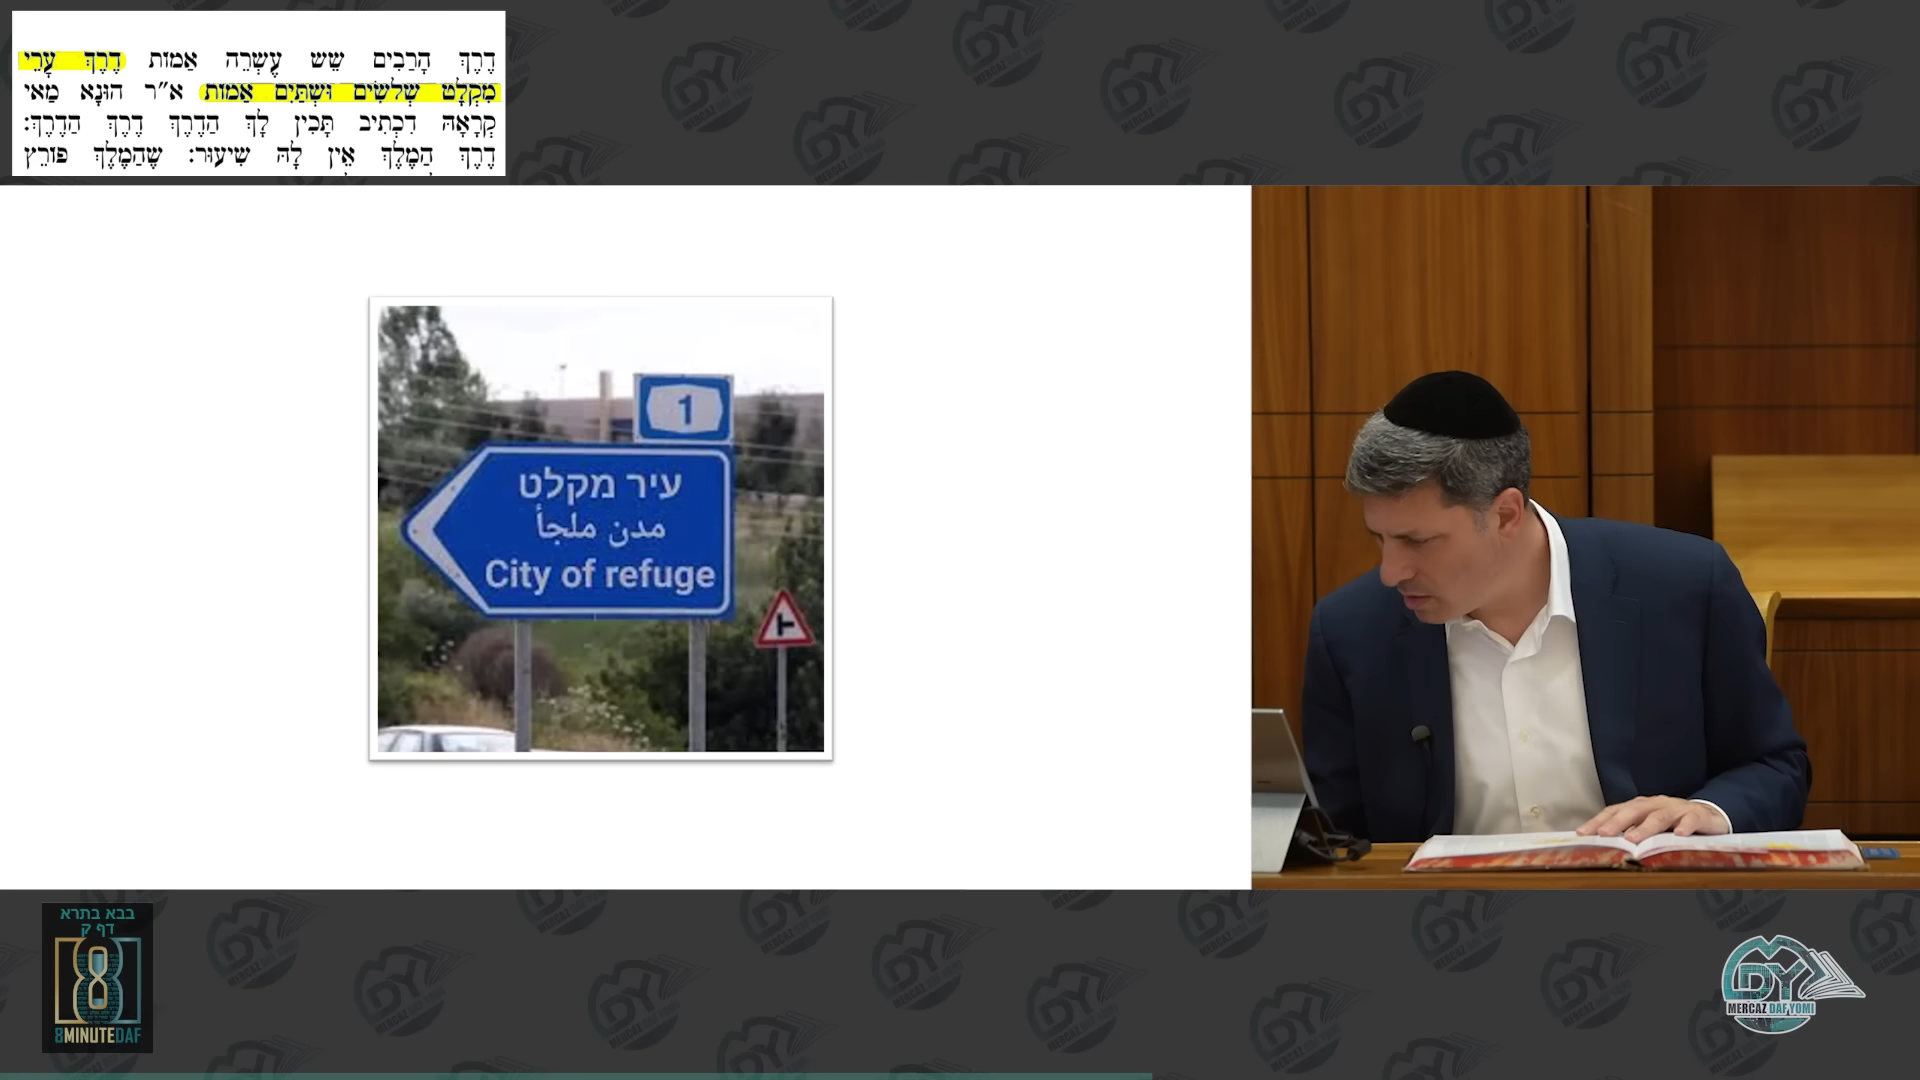 דֶרֶךְ הָרַבִּים שֵׁשׁ עֶשְׂרֵה אַמּוֹת דֶּרֶךְ עָרֵי
מִקְלָט שְׁלֹשִׁים וּשְׁתַּיִם אַמּוֹת א״ר הוּנָא מַאי
קְרָאָה דִכְתִיב תָּכִין לְךָ הַדֶּרֶךְ דֶּרֶךְ הַדֶּרֶךְ:
דֶרֶךְ הַמֶּלֶךְ אֵין לָהּ שִׁיעוּר: שֶׁהַמֶּלֶךְ פּוֹרֵץ
1
עיר מקלט
مدن ملجأ
City of refuge
בבא בתרא
דף ק
8
8MINUTEDAF
DY
MERCAZ DAF YOMI